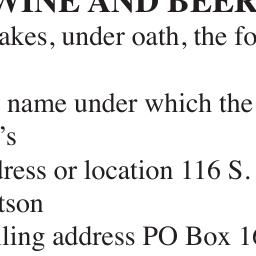 WINE AND BEER
akes, under oath, the fo
name under which the
's
dress or location 116 S.
tson
ling address PO Box 16